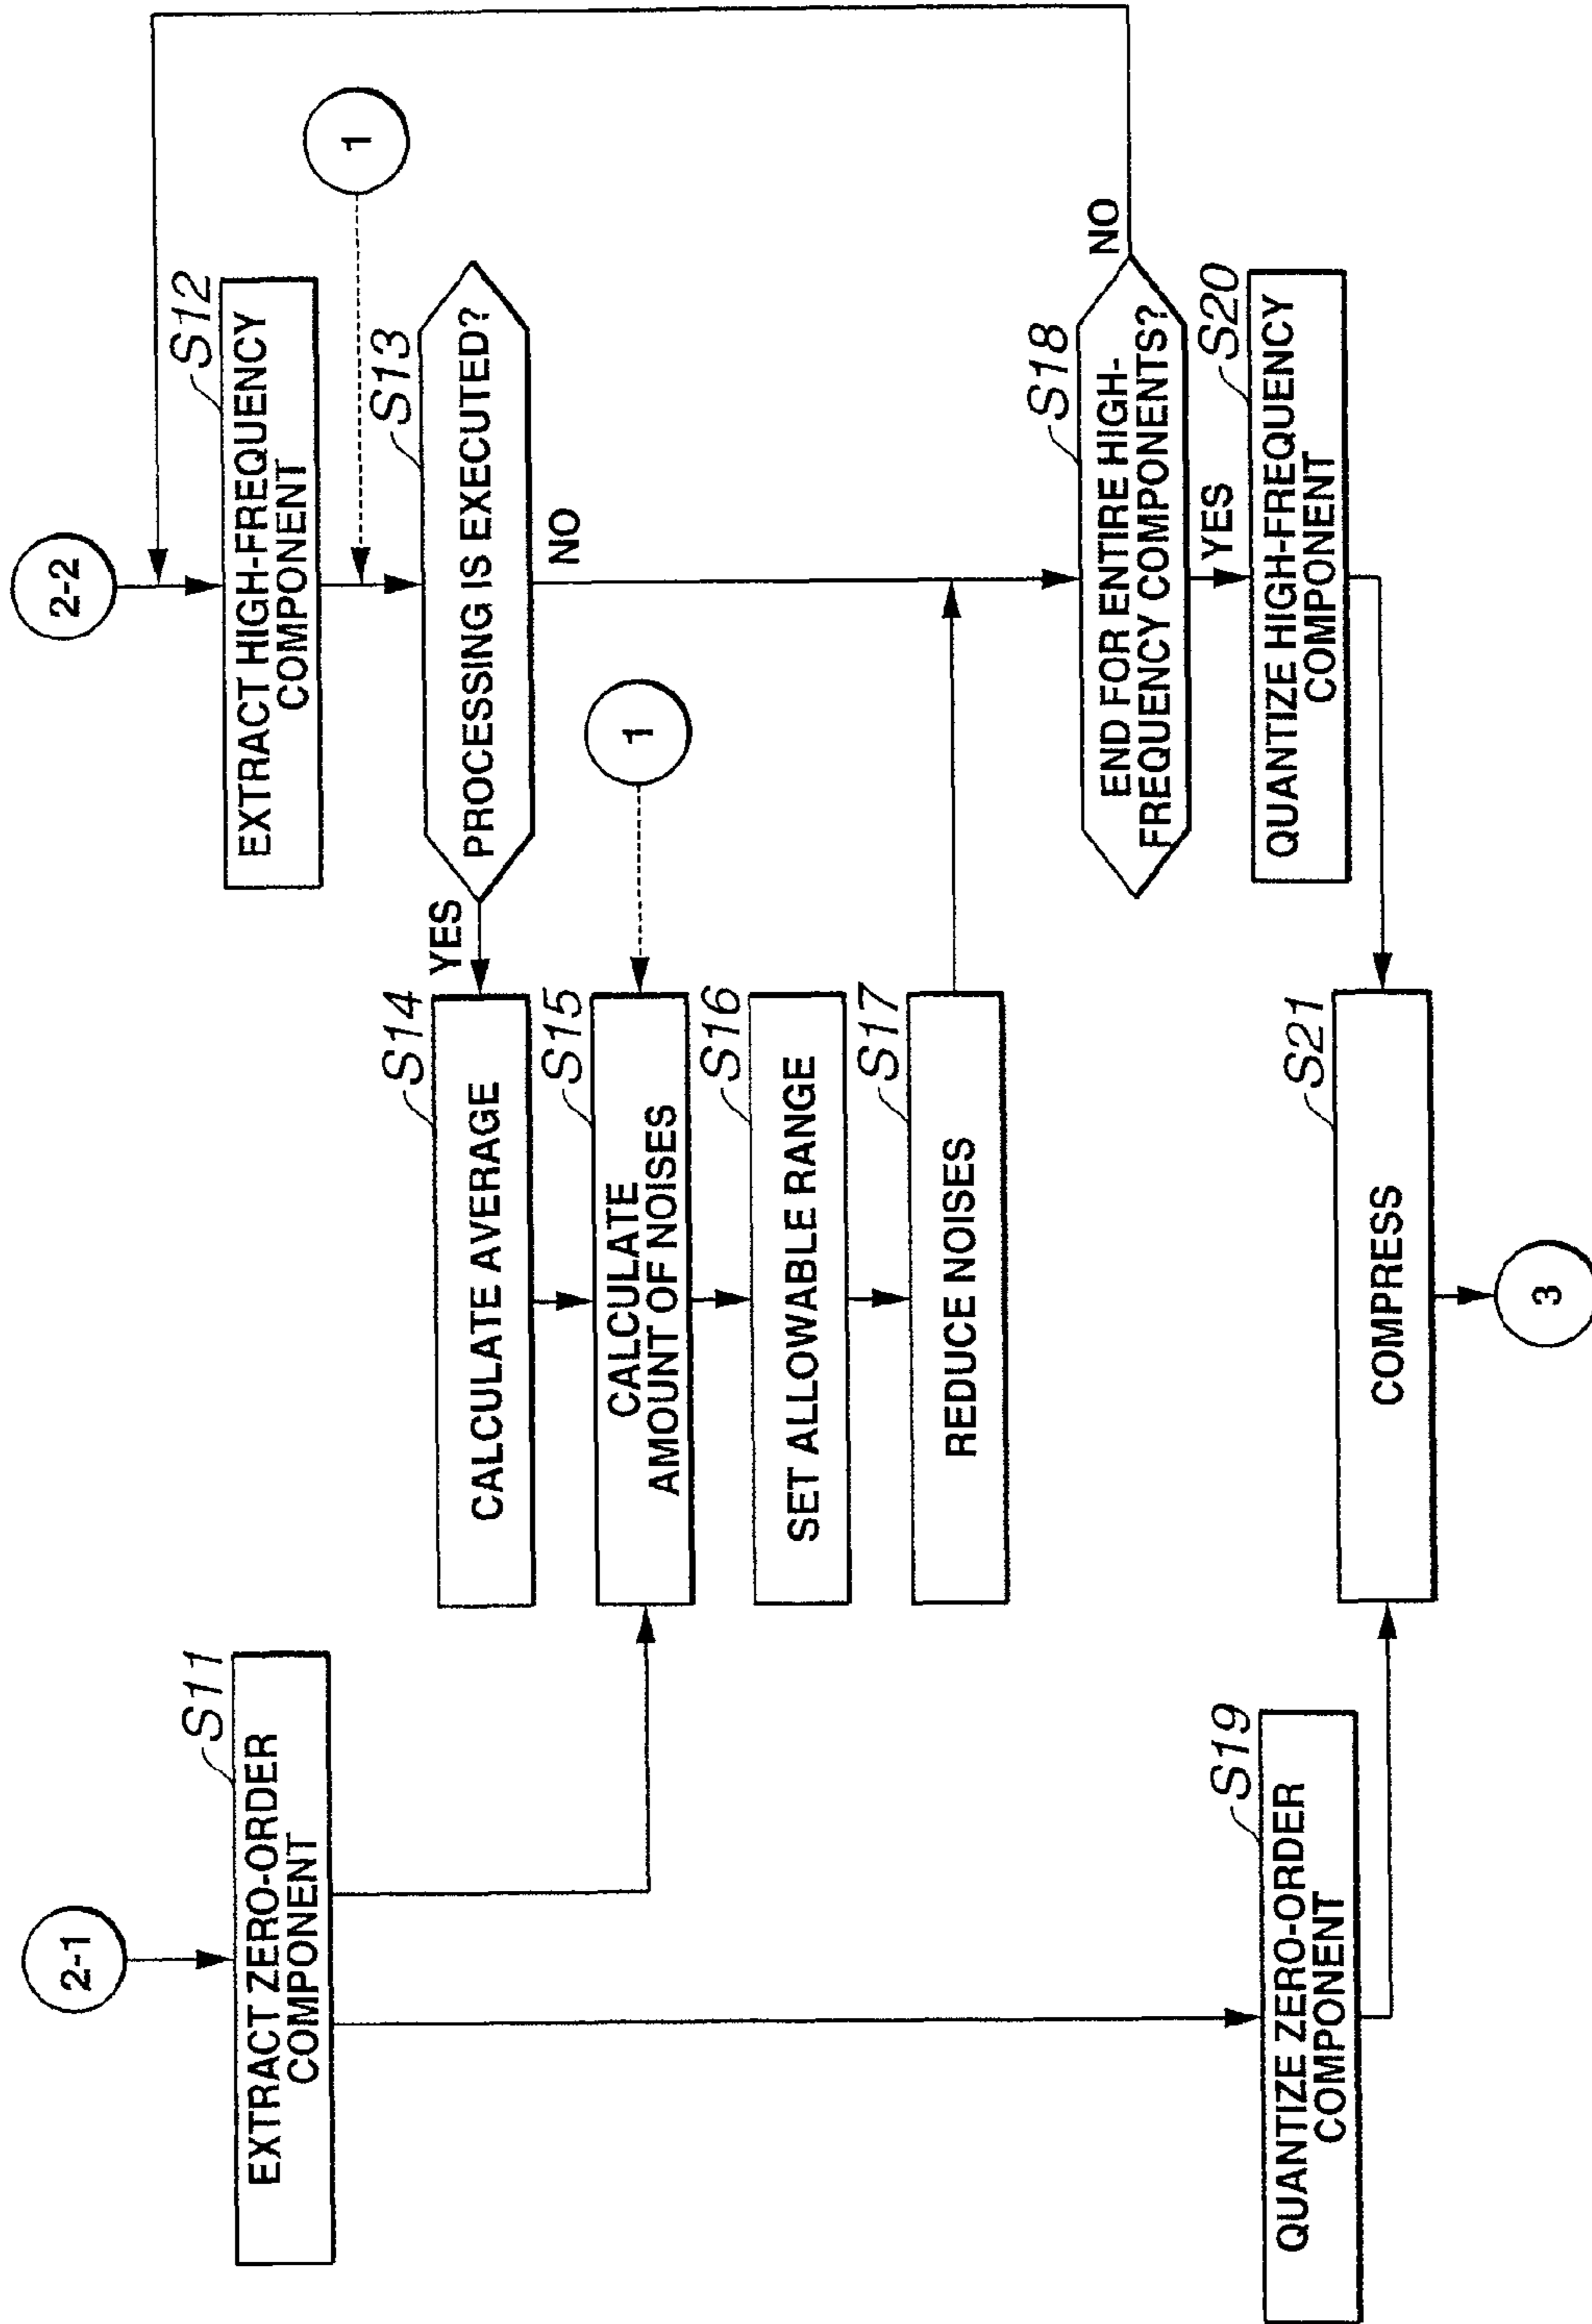 2-1
S11
EXTRACT ZERO-ORDER
COMPONENT
2-2
S12
EXTRACT HIGH-FREQUENCY
COMPONENT
1
S13
PROCESSING IS EXECUTED?
YES
NO
S14
CALCULATE AVERAGE
S15
CALCULATE
AMOUNT OF NOISES
1
S16
SET ALLOWABLE RANGE
S17
REDUCE NOISES
S18
END FOR ENTIRE HIGH-
FREQUENCY COMPONENTS?
NO
YES
S19
QUANTIZE ZERO-ORDER
COMPONENT
S20
QUANTIZE HIGH-FREQUENCY
COMPONENT
S21
COMPRESS
3